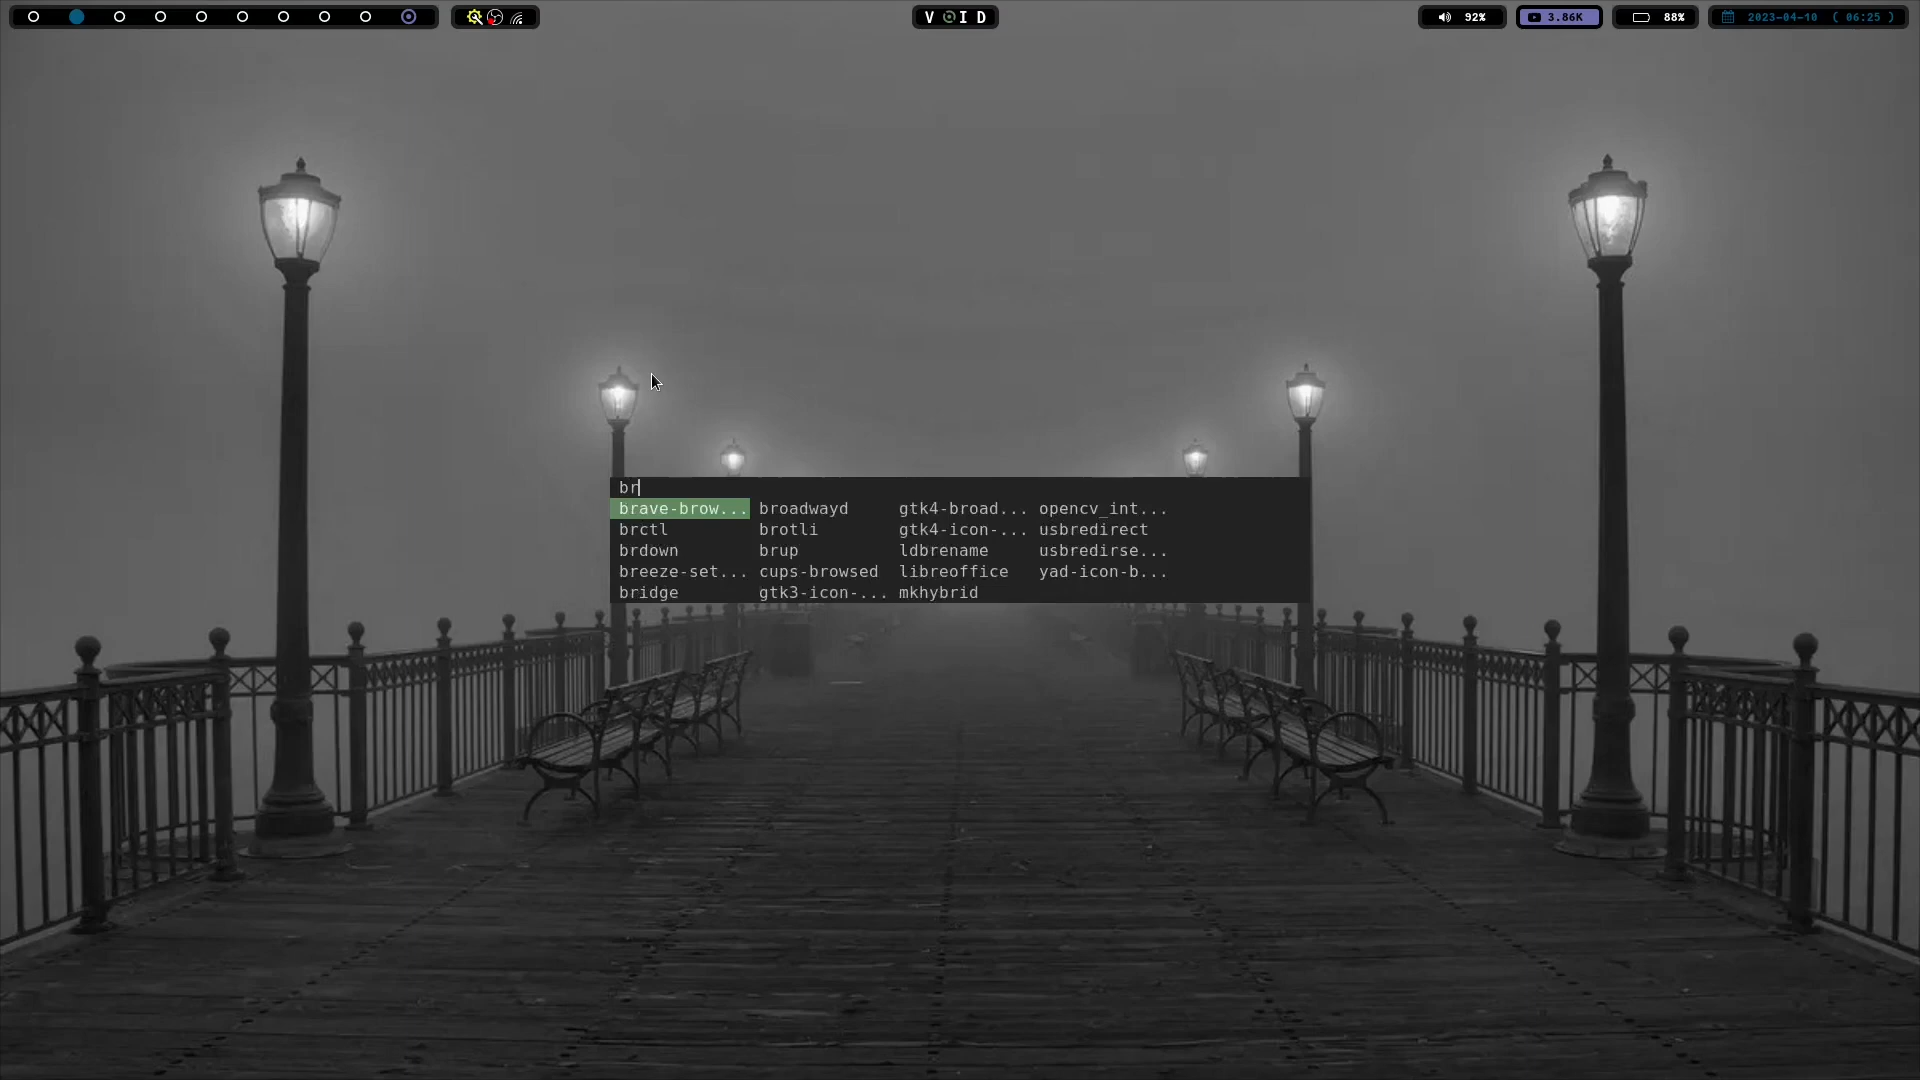 V O I D
92%
3.86K
88%
2023-04-10 ( 06:25 )
br
brave-brow... broadwayd gtk4-broad... opencv_int...
brctl brotli gtk4-icon-... usbredirect
brdown brup ldbrename usbredirse...
breeze-set... cups-browsed libreoffice yad-icon-b...
bridge gtk3-icon-... mkhybrid